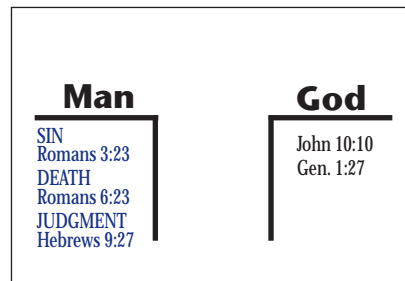 Man
SIN
Romans 3:23
DEATH
Romans 6:23
JUDGMENT
Hebrews 9:27
God
John 10:10
Gen. 1:27